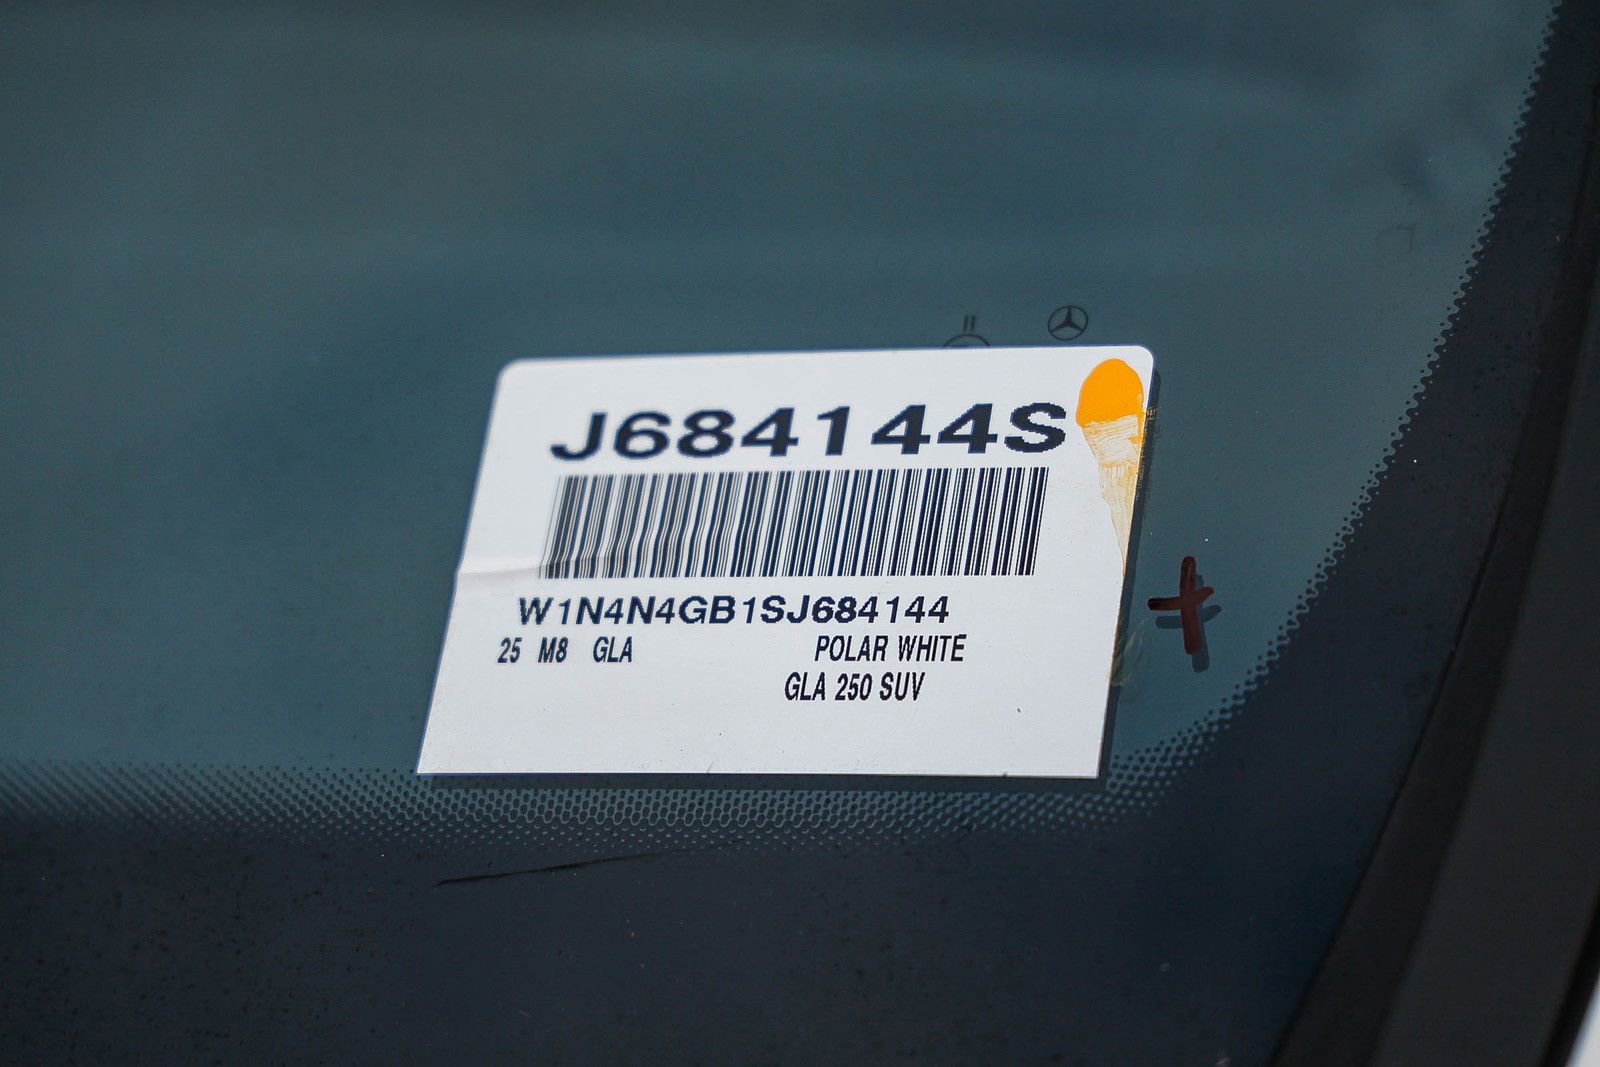 J684144S
W1N4N4GB1SJ684144
25 M8 GLA POLAR WHITE
GLA 250 SUV